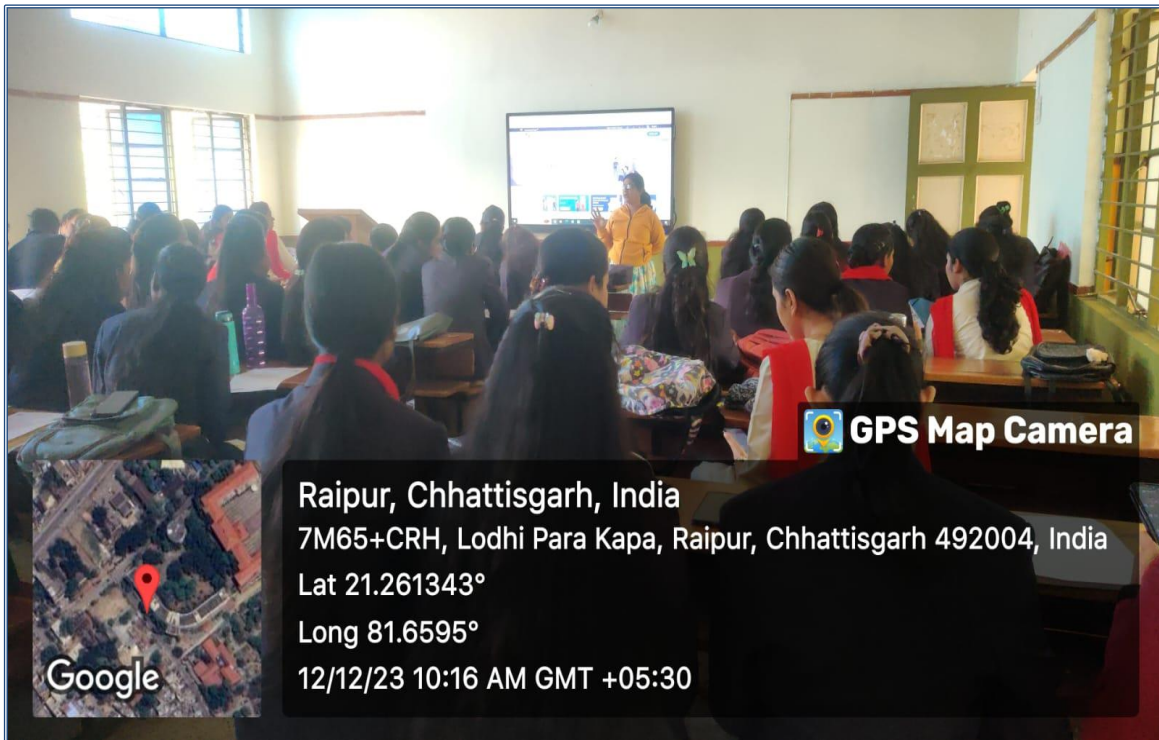 GPS Map Camera
Raipur, Chhattisgarh, India
7M65+CRH, Lodhi Para Kapa, Raipur, Chhattisgarh 492004, India
Lat 21.261343°
Long 81.6595°
12/12/23 10:16 AM GMT +05:30
Google